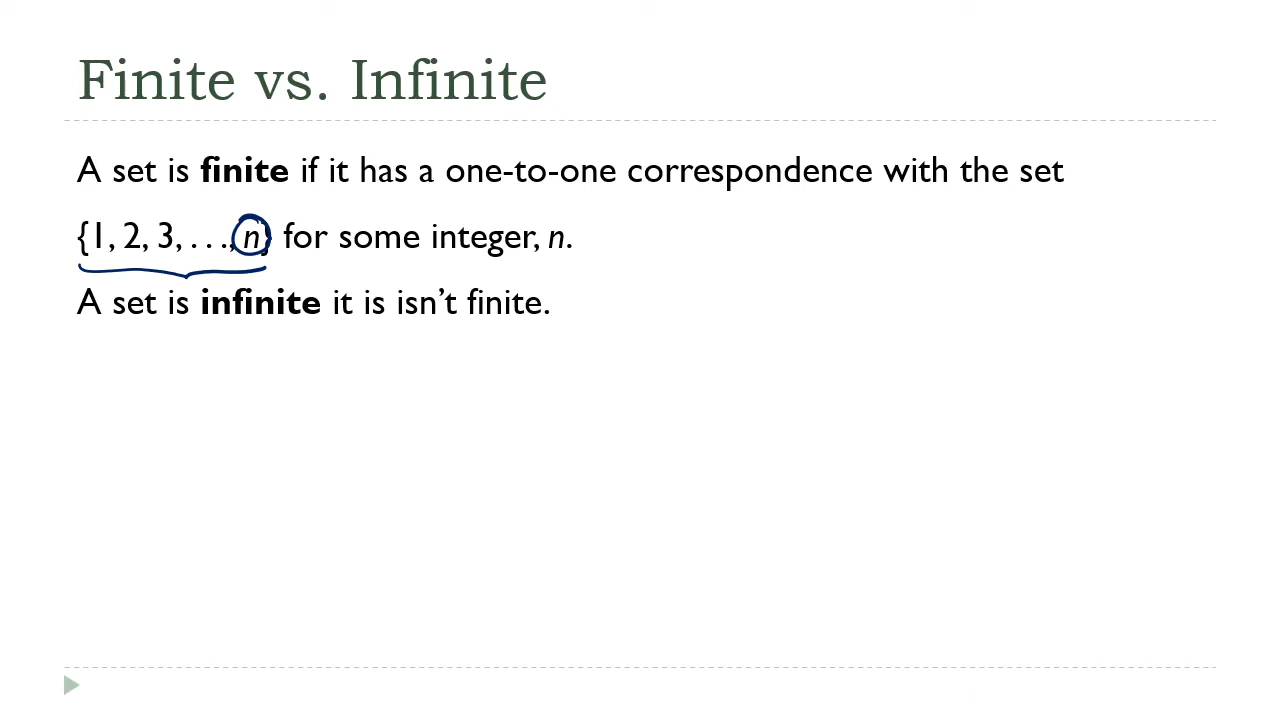 Finite vs. Infinite
A set is finite if it has a one-to-one correspondence with the set
{1, 2, 3, . . ., n} for some integer, n.
A set is infinite it is isn’t finite.